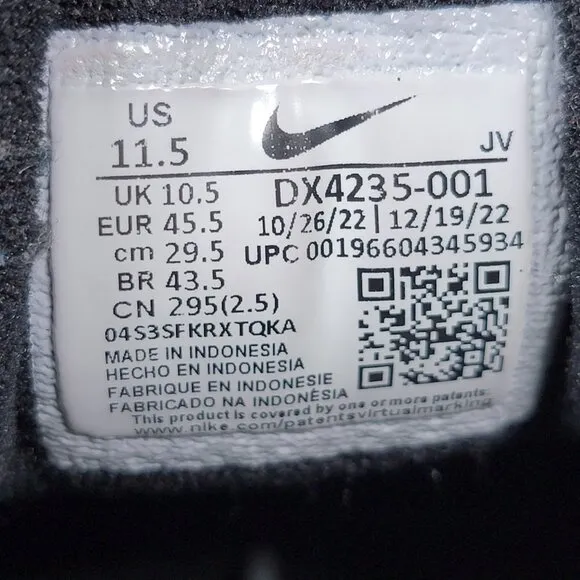 US
11.5
JV
UK 10.5
DX4235-001
EUR 45.5
10/26/22 | 12/19/22
cm 29.5
UPC 00196604345934
BR 43.5
CN 295(2.5)
04S3SFKRXTQKA
MADE IN INDONESIA
HECHO EN INDONESIA
FABRIQUE EN INDONESIE
FABRICADO NA INDONÉSIA
This product is covered by one or more patents
www.nike.com/patentsvirtualmarking